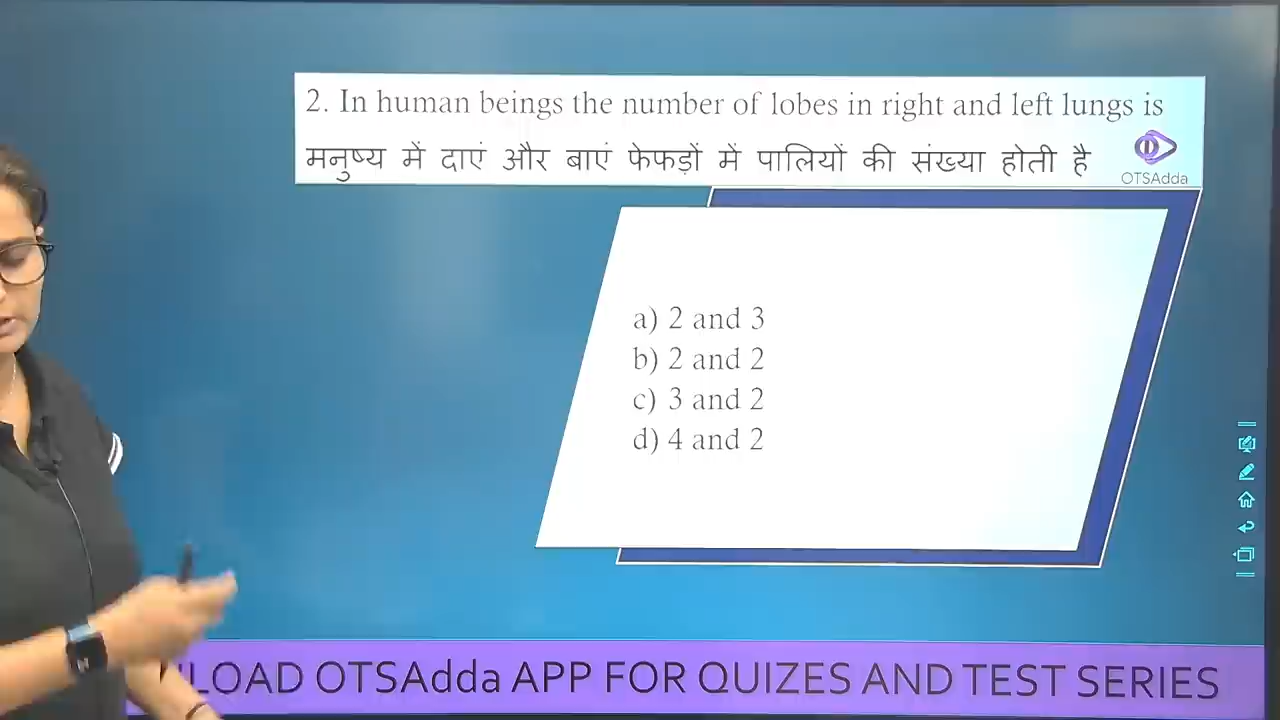 2. In human beings the number of lobes in right and left lungs is
मनुष्य में दाएं और बाएं फेफड़ों में पालियों की संख्या होती है
OTSAdda
a) 2 and 3
b) 2 and 2
c) 3 and 2
d) 4 and 2
LOAD OTSAdda APP FOR QUIZES AND TEST SERIES